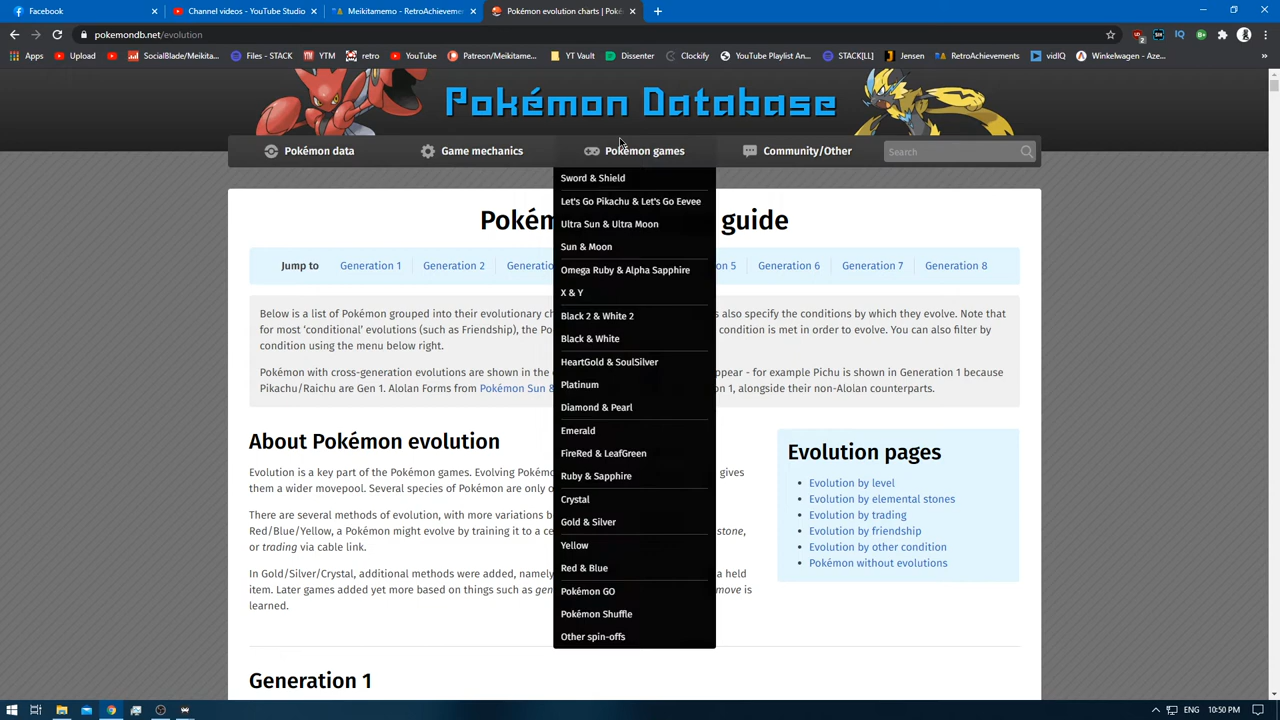 Facebook
YouTube Studio
Meikitamemo - RetroAchievemen
Pokémon evolution charts | Poké
pokemondb.net/evolution
Apps Upload SocialBlade/Meikita... Files - STACK YTM retro YouTube Patreon/Meikitame... YT Vault Dissenter Clockify YouTube Playlist An... STACK[LL] Jensen RetroAchievements vidIQ Winkelwagen - Aze...
Pokémon Database
Pokémon data Game mechanics Pokémon games Community/Other Search
Sword & Shield
Let's Go Pikachu & Let's Go Eevee
Ultra Sun & Ultra Moon
Sun & Moon
Omega Ruby & Alpha Sapphire
X & Y
Black 2 & White 2
Black & White
HeartGold & SoulSilver
Platinum
Diamond & Pearl
Emerald
FireRed & LeafGreen
Ruby & Sapphire
Crystal
Gold & Silver
Yellow
Red & Blue
Pokémon GO
Pokémon Shuffle
Other spin-offs
Poké guide
Jump to Generation 1 Generation 2 Generatio on 5 Generation 6 Generation 7 Generation 8
Below is a list of Pokémon grouped into their evolutionary ch s also specify the conditions by which they evolve. Note that
for most 'conditional' evolutions (such as Friendship), the Po condition is met in order to evolve. You can also filter by
condition using the menu below right.
Pokémon with cross-generation evolutions are shown in the appear - for example Pichu is shown in Generation 1 because
Pikachu/Raichu are Gen 1. Alolan Forms from Pokémon Sun & n 1, alongside their non-Alolan counterparts.
About Pokémon evolution
Evolution is a key part of the Pokémon games. Evolving Pokémo gives
them a wider movepool. Several species of Pokémon are only o
There are several methods of evolution, with more variations b
Red/Blue/Yellow, a Pokémon might evolve by training it to a ce stone,
or trading via cable link.
In Gold/Silver/Crystal, additional methods were added, namely a held
item. Later games added yet more based on things such as gen move is
learned.
Evolution pages
Evolution by level
Evolution by elemental stones
Evolution by trading
Evolution by friendship
Evolution by other condition
Pokémon without evolutions
Generation 1
ENG 10:50 PM